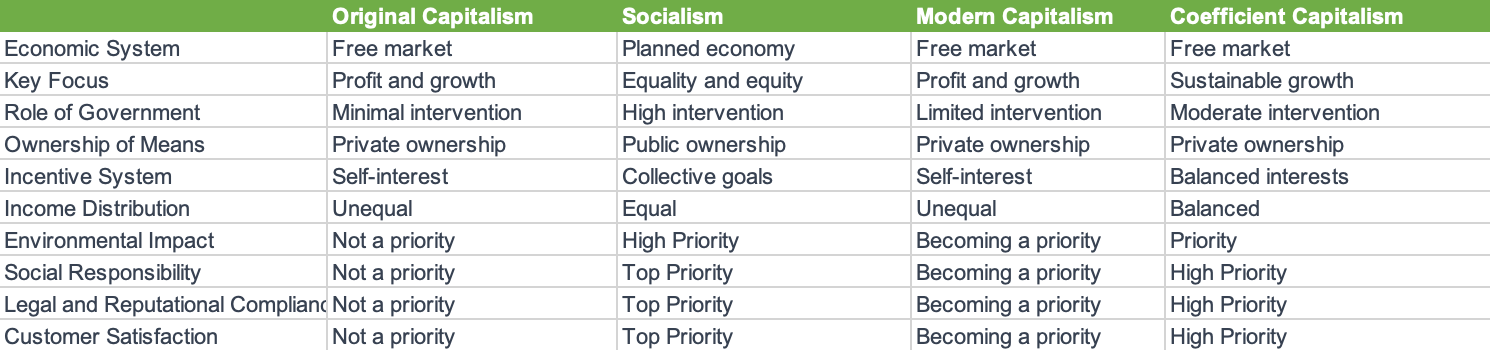 Original Capitalism Socialism Modern Capitalism Coefficient Capitalism
Economic System Free market Planned economy Free market Free market
Key Focus Profit and growth Equality and equity Profit and growth Sustainable growth
Role of Government Minimal intervention High intervention Limited intervention Moderate intervention
Ownership of Means Private ownership Public ownership Private ownership Private ownership
Incentive System Self-interest Collective goals Self-interest Balanced interests
Income Distribution Unequal Equal Unequal Balanced
Environmental Impact Not a priority High Priority Becoming a priority Priority
Social Responsibility Not a priority Top Priority Becoming a priority High Priority
Legal and Reputational Complianc Not a priority Top Priority Becoming a priority High Priority
Customer Satisfaction Not a priority Top Priority Becoming a priority High Priority